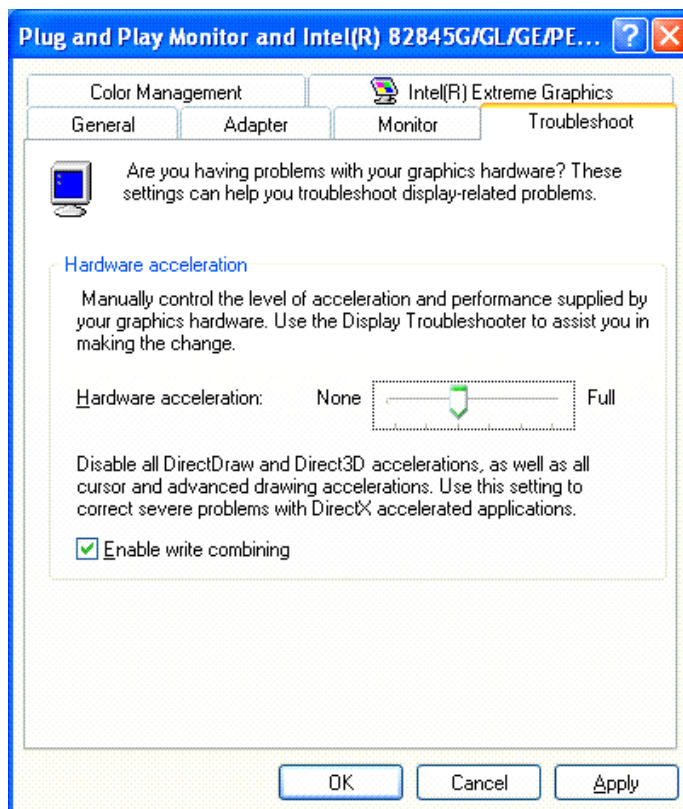 Plug and Play Monitor and Intel(R) 82845G/GL/GE/PE...
Color Management
Intel(R) Extreme Graphics
General
Adapter
Monitor
Troubleshoot
Are you having problems with your graphics hardware? These
settings can help you troubleshoot display-related problems.
Hardware acceleration
Manually control the level of acceleration and performance supplied by
your graphics hardware. Use the Display Troubleshooter to assist you in
making the change.
Hardware acceleration: None Full
Disable all DirectDraw and Direct3D accelerations, as well as all
cursor and advanced drawing accelerations. Use this setting to
correct severe problems with DirectX accelerated applications.
Enable write combining
OK
Cancel
Apply